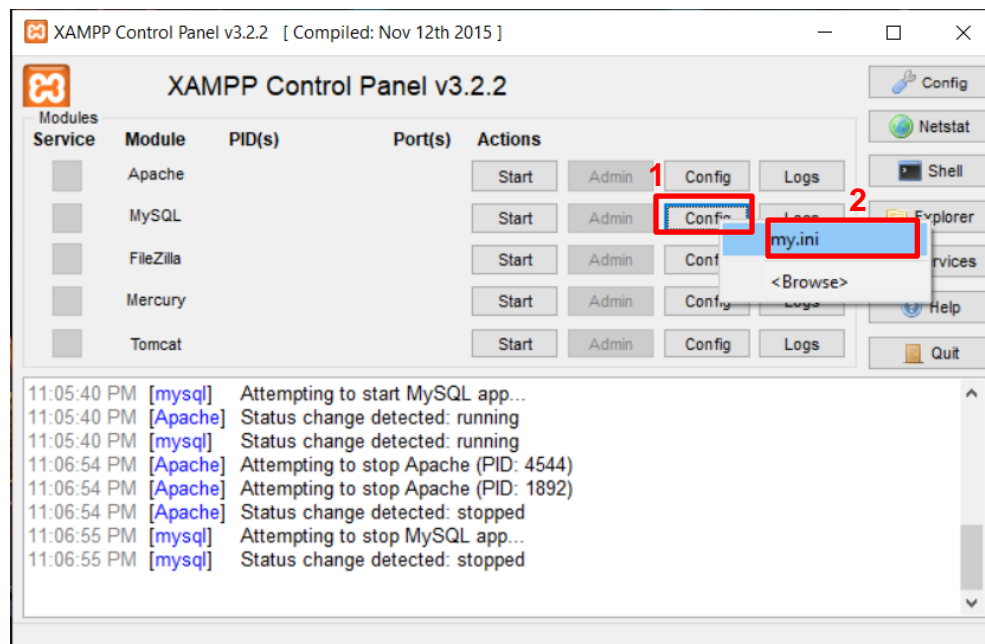 XAMPP Control Panel v3.2.2 [ Compiled: Nov 12th 2015 ]
XAMPP Control Panel v3.2.2
Config
Netstat
Shell
Explorer
rvices
Help
Quit
Modules
Service Module PID(s) Port(s) Actions
Apache Start Admin 1 Config Logs
MySQL Start Admin Config Logs 2
my.ini
<Browse>
FileZilla Start Admin Conf
Mercury Start Admin Config Logs
Tomcat Start Admin Config Logs
11:05:40 PM [mysql] Attempting to start MySQL app...
11:05:40 PM [Apache] Status change detected: running
11:05:40 PM [mysql] Status change detected: running
11:06:54 PM [Apache] Attempting to stop Apache (PID: 4544)
11:06:54 PM [Apache] Attempting to stop Apache (PID: 1892)
11:06:54 PM [Apache] Status change detected: stopped
11:06:55 PM [mysql] Attempting to stop MySQL app...
11:06:55 PM [mysql] Status change detected: stopped